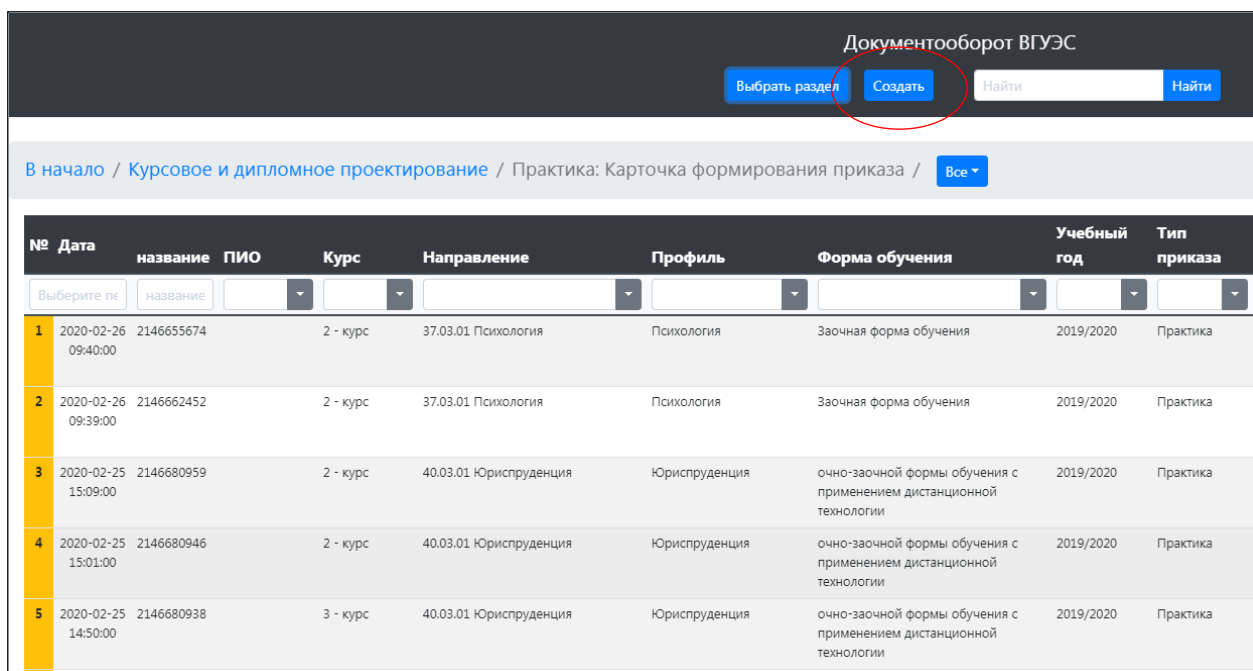 Документооборот ВГУЭС
Выбрать раздел Создать Найти Найти
В начало / Курсовое и дипломное проектирование / Практика: Карточка формирования приказа / Все
№ Дата название ПИО Курс Направление Профиль Форма обучения Учебный год Тип приказа
Выберите пе название
1 2020-02-26 2146655674 2 - курс 37.03.01 Психология Психология Заочная форма обучения 2019/2020 Практика
09:40:00
2 2020-02-26 2146662452 2 - курс 37.03.01 Психология Психология Заочная форма обучения 2019/2020 Практика
09:39:00
3 2020-02-25 2146680959 2 - курс 40.03.01 Юриспруденция Юриспруденция очно-заочной формы обучения с 2019/2020 Практика
15:09:00 применением дистанционной
технологии
4 2020-02-25 2146680946 2 - курс 40.03.01 Юриспруденция Юриспруденция очно-заочной формы обучения с 2019/2020 Практика
15:01:00 применением дистанционной
технологии
5 2020-02-25 2146680938 3 - курс 40.03.01 Юриспруденция Юриспруденция очно-заочной формы обучения с 2019/2020 Практика
14:50:00 применением дистанционной
технологии